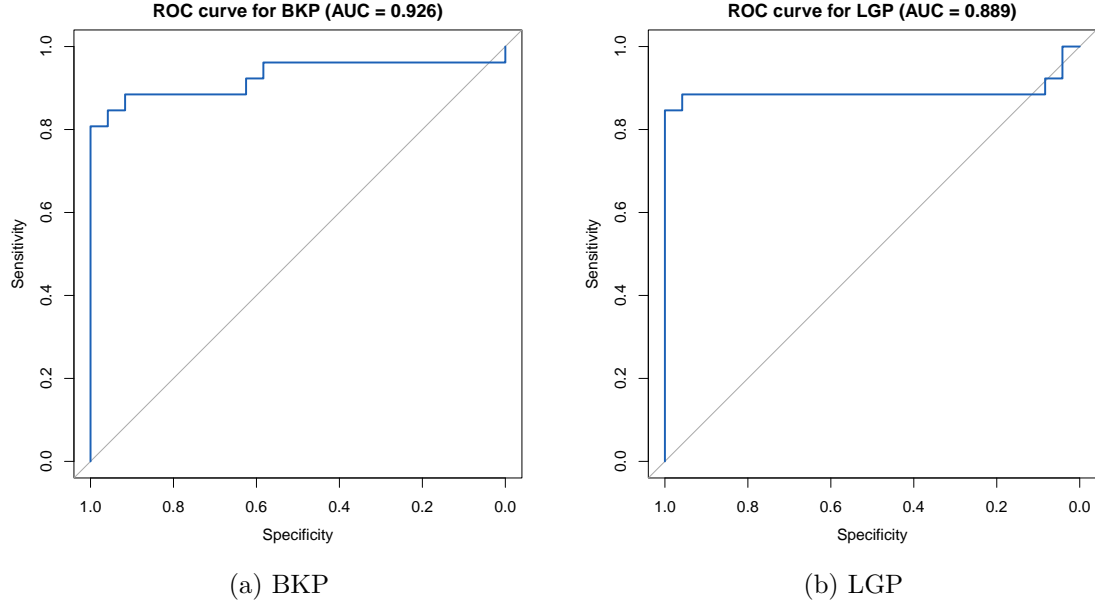 ROC curve for BKP (AUC = 0.926)
1.0
0.8
0.6
0.4
0.2
0.0
Sensitivity
1.0 0.8 0.6 0.4 0.2 0.0
Specificity
(a) BKP
ROC curve for LGP (AUC = 0.889)
1.0
0.8
0.6
0.4
0.2
0.0
Sensitivity
1.0 0.8 0.6 0.4 0.2 0.0
Specificity
(b) LGP